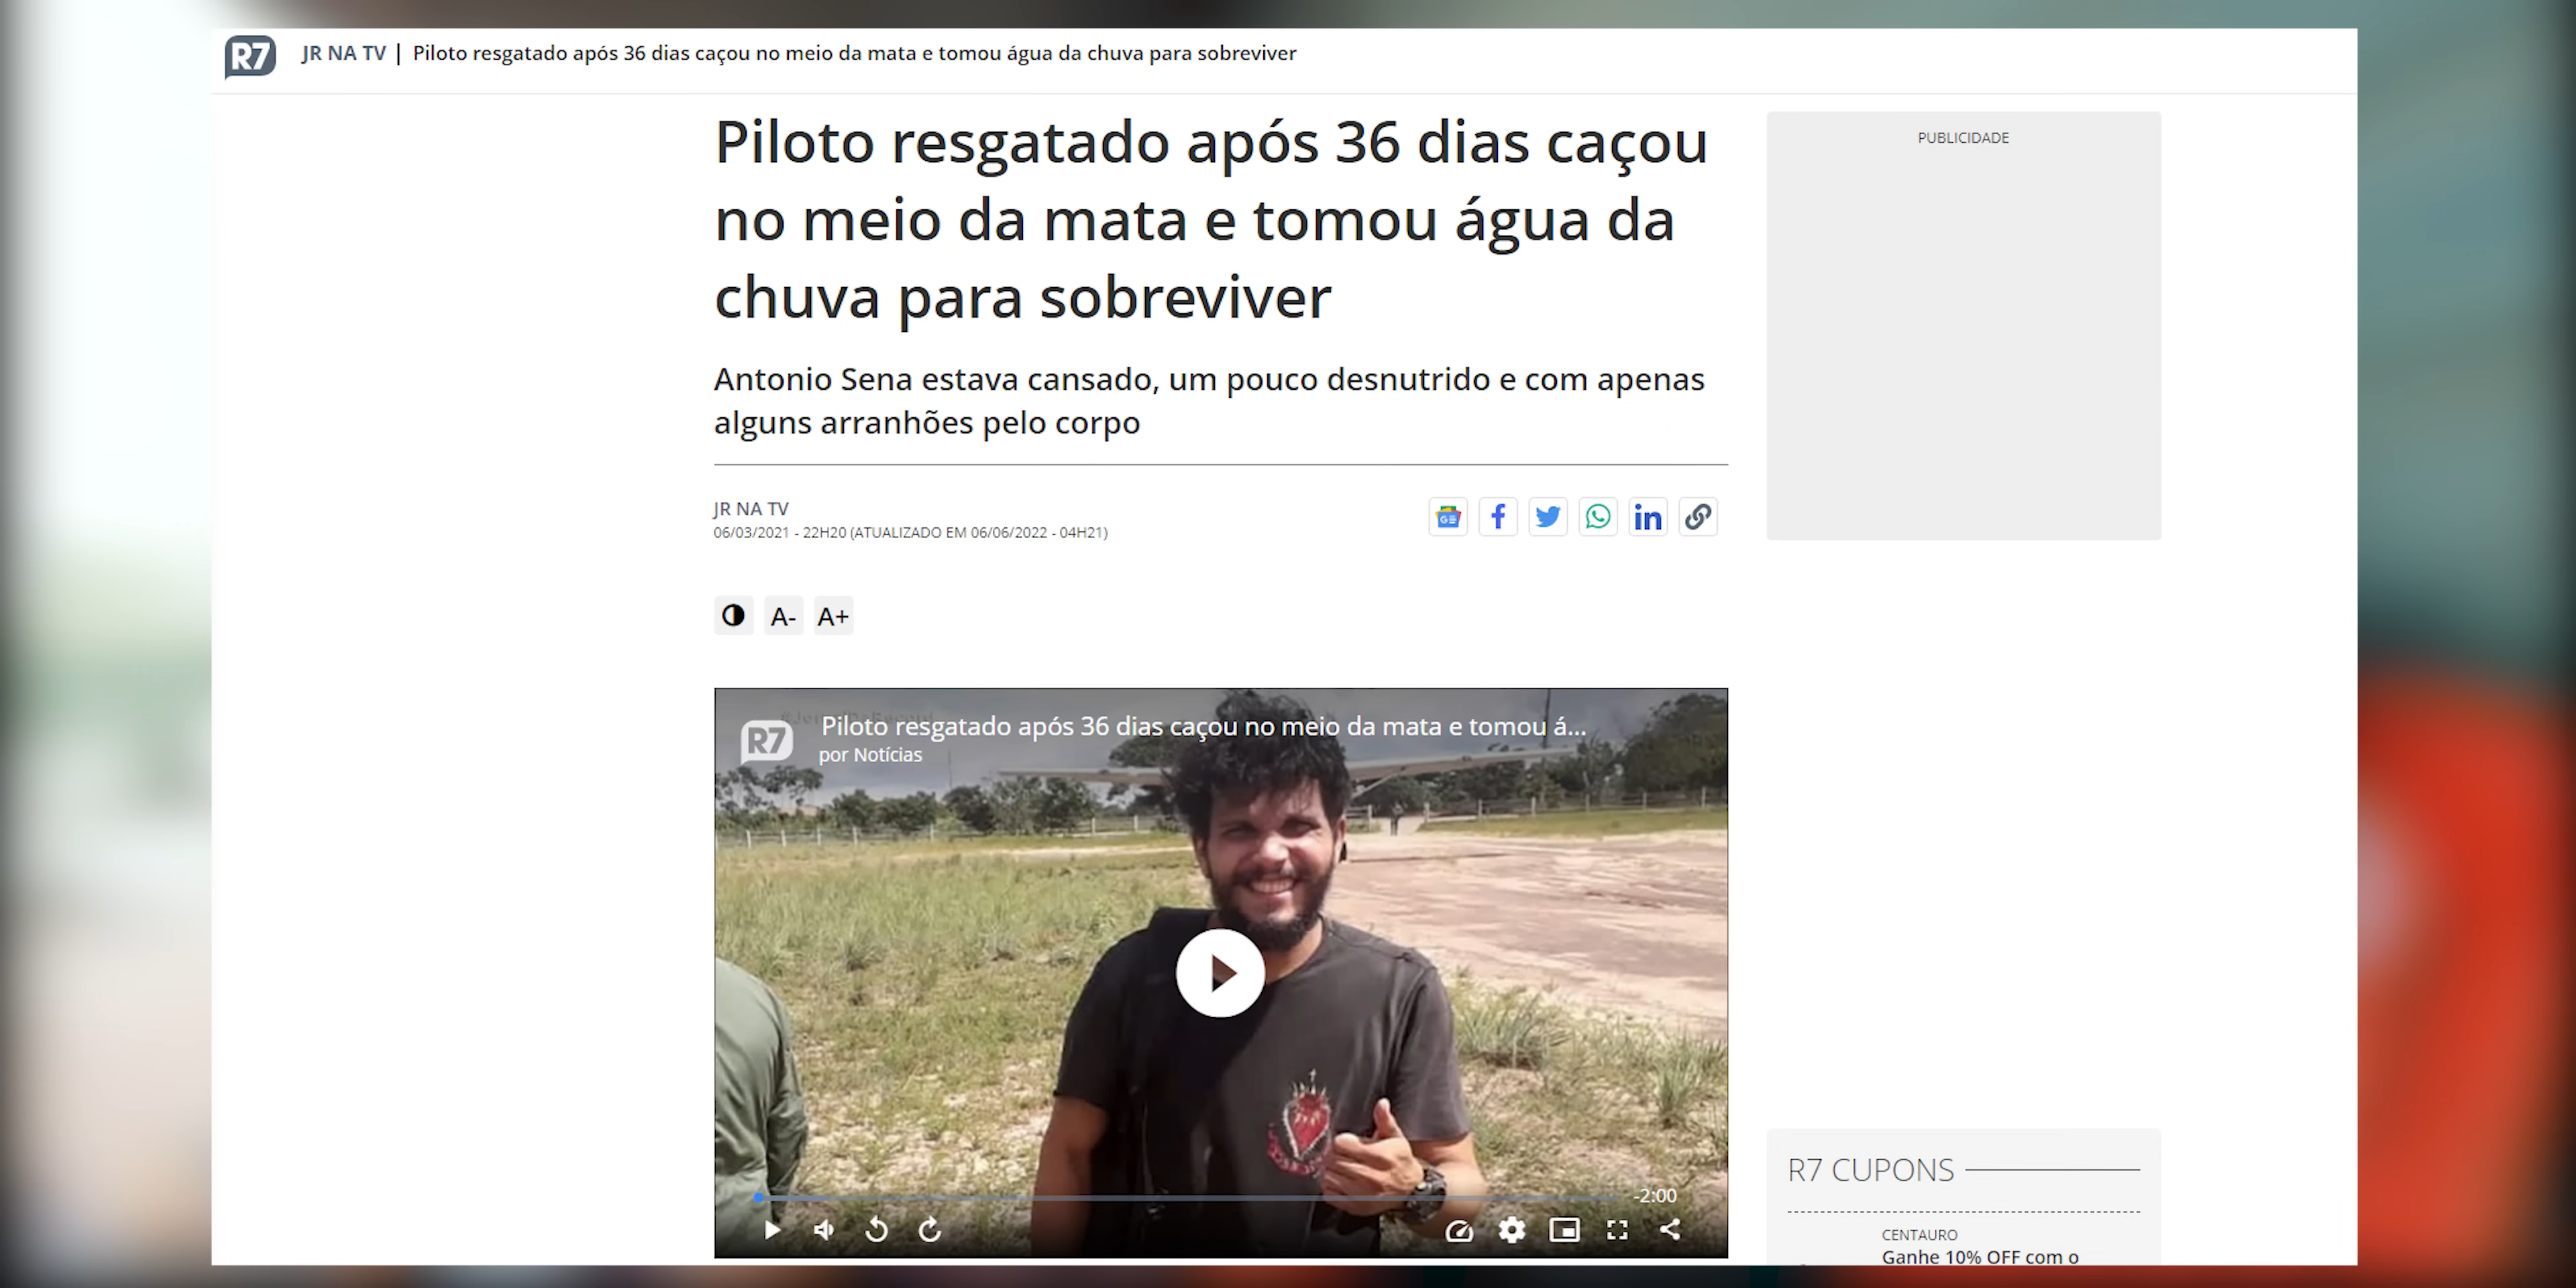 R7 JR NA TV | Piloto resgatado após 36 dias caçou no meio da mata e tomou água da chuva para sobreviver
Piloto resgatado após 36 dias caçou
no meio da mata e tomou água da
chuva para sobreviver
PUBLICIDADE
Antonio Sena estava cansado, um pouco desnutrido e com apenas
alguns arranhões pelo corpo
JR NA TV
06/03/2021 - 22H20 (ATUALIZADO EM 06/06/2022 - 04H21)
GE f in
A- A+
R7 Piloto resgatado após 36 dias caçou no meio da mata e tomou á...
por Notícias
-2:00
R7 CUPONS
CENTAURO
Ganhe 10% OFF com o